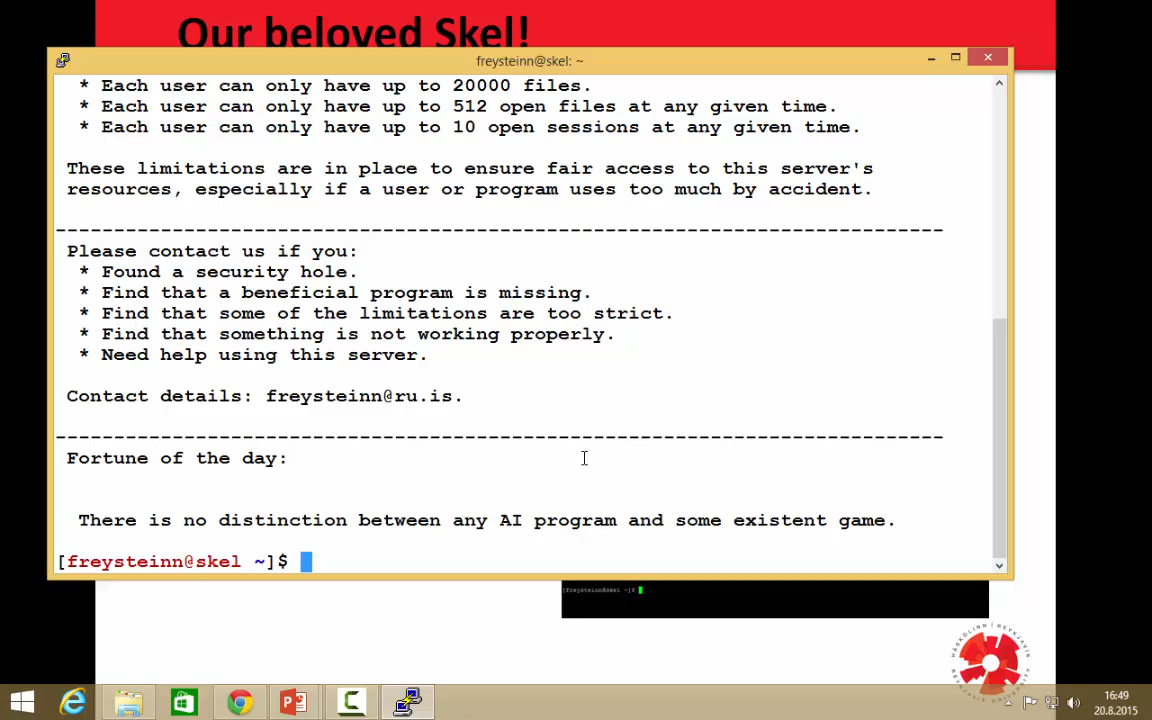 Our beloved Skel!
freysteinn@skel: ~
* Each user can only have up to 20000 files.
* Each user can only have up to 512 open files at any given time.
* Each user can only have up to 10 open sessions at any given time.
These limitations are in place to ensure fair access to this server's
resources, especially if a user or program uses too much by accident.
-----------------------------------------------------------------------------
Please contact us if you:
* Found a security hole.
* Find that a beneficial program is missing.
* Find that some of the limitations are too strict.
* Find that something is not working properly.
* Need help using this server.
Contact details: freysteinn@ru.is.
-----------------------------------------------------------------------------
Fortune of the day:
There is no distinction between any AI program and some existent game.
[freysteinn@skel ~]$
[freysteinn@skel ~]$
HÁSKÓLINN Í REYKJAVÍK
16:49
20.8.2015